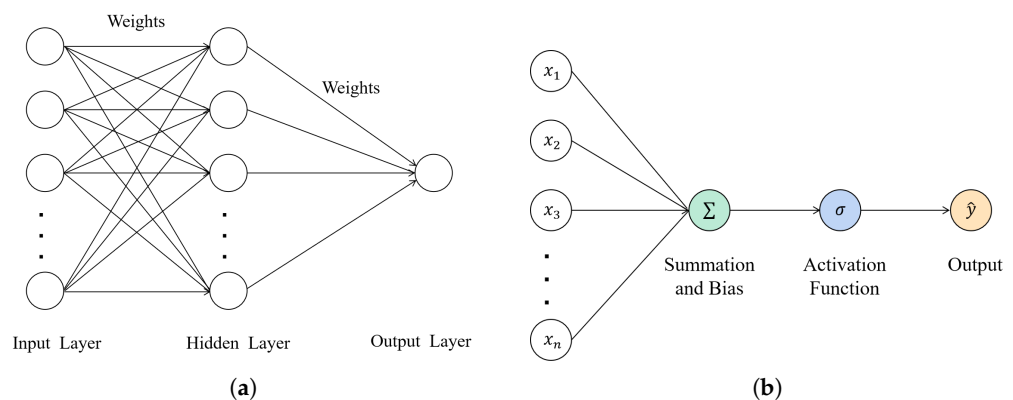 Weights
Weights
Input Layer
Hidden Layer
Output Layer
(a)
x₁
x₂
x₃
xₙ
Σ
σ
ŷ
Summation
and Bias
Activation
Function
Output
(b)